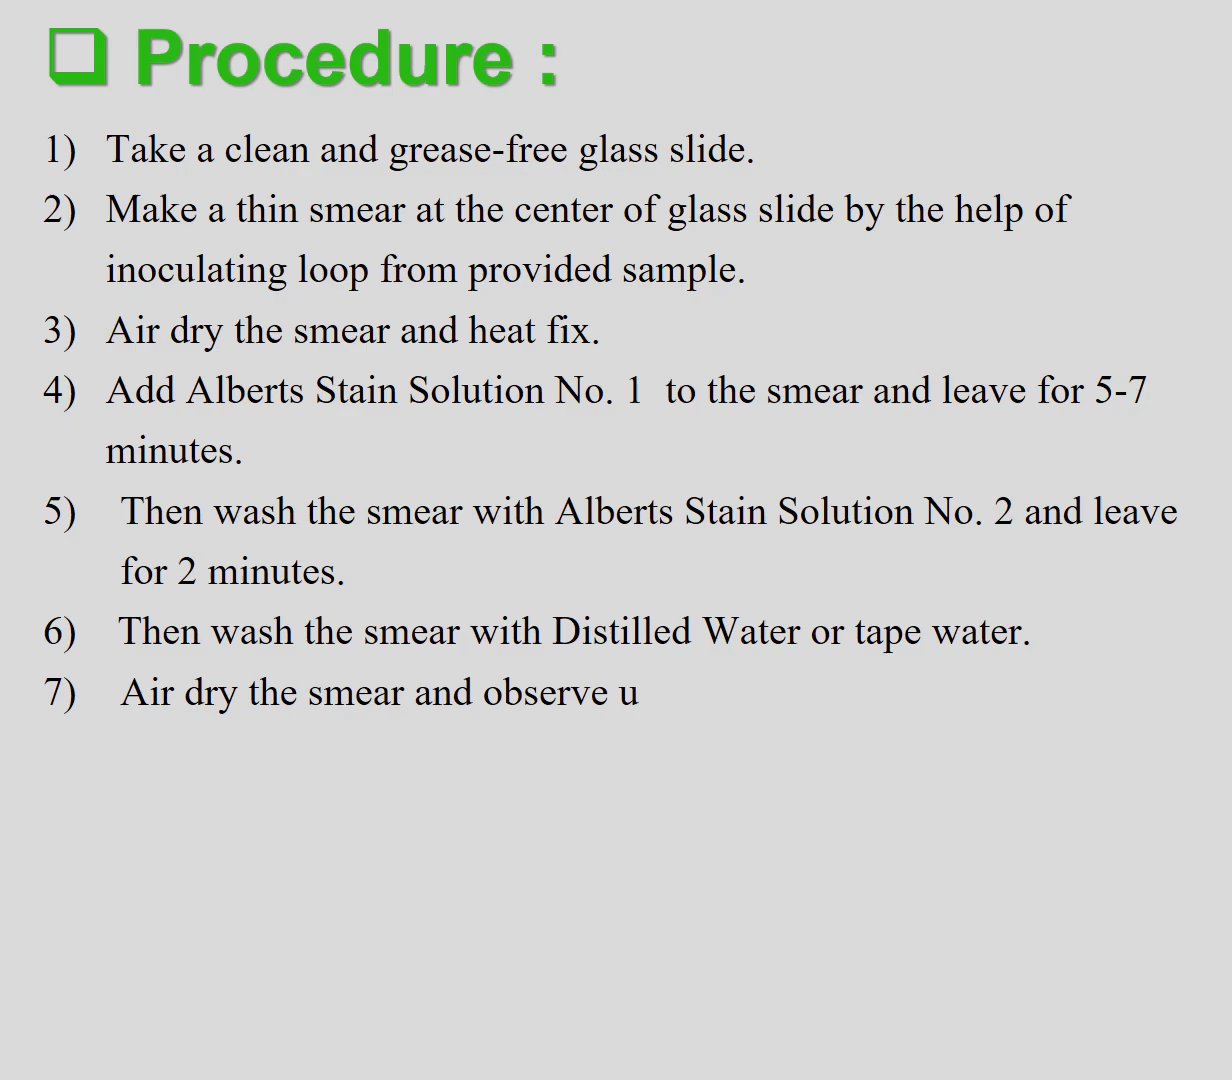 ❑ Procedure :
1) Take a clean and grease-free glass slide.
2) Make a thin smear at the center of glass slide by the help of
inoculating loop from provided sample.
3) Air dry the smear and heat fix.
4) Add Alberts Stain Solution No. 1 to the smear and leave for 5-7
minutes.
5) Then wash the smear with Alberts Stain Solution No. 2 and leave
for 2 minutes.
6) Then wash the smear with Distilled Water or tape water.
7) Air dry the smear and observe u